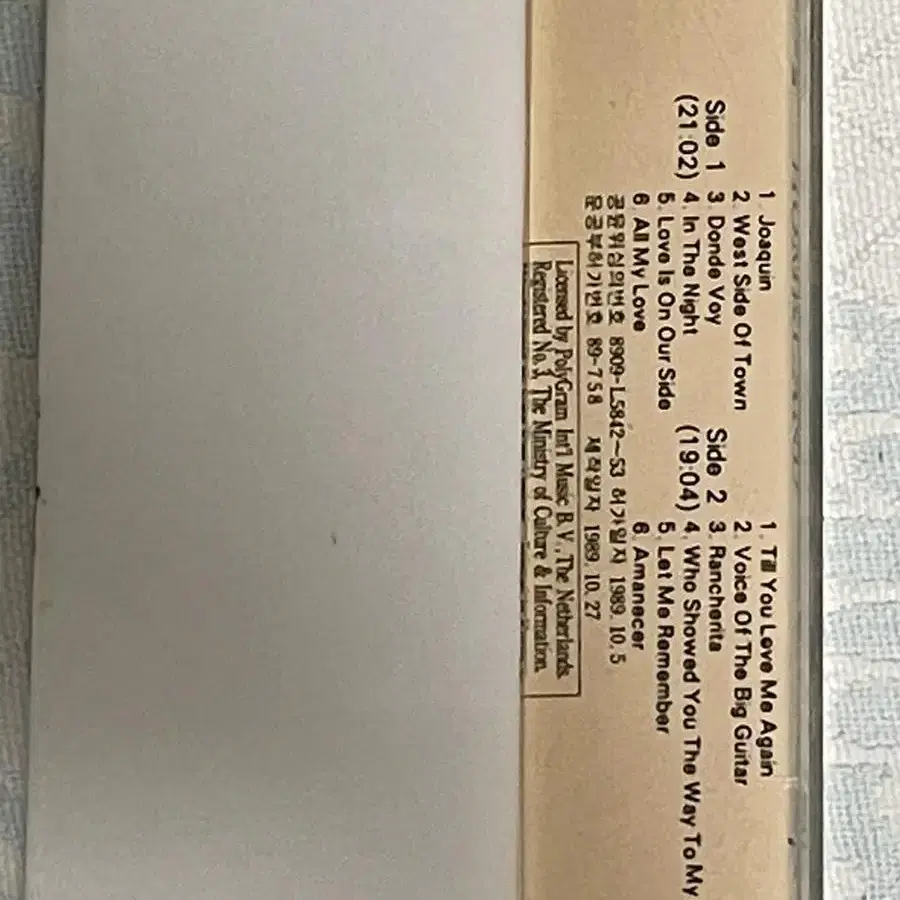 Side 1
(21:02)
1. Joaquin
2. West Side Of Town
3. Donde Voy
4. In The Night
5. Love Is On Our Side
6. All My Love
Side 2
(19:04)
1. Till You Love Me Again
2. Voice Of The Big Guitar
3. Rancherita
4. Who Showed You The Way To My
5. Let Me Remember
6. Amanecer
공윤위심의번호 8909-L5842~53 허가일자 1989. 10. 5
문공부허가번호 89-758 제작일자 1989. 10. 27
Licensed by PolyGram Int'l Music B.V., The Netherlands.
Registered No. 3, The Ministry of Culture & Information.